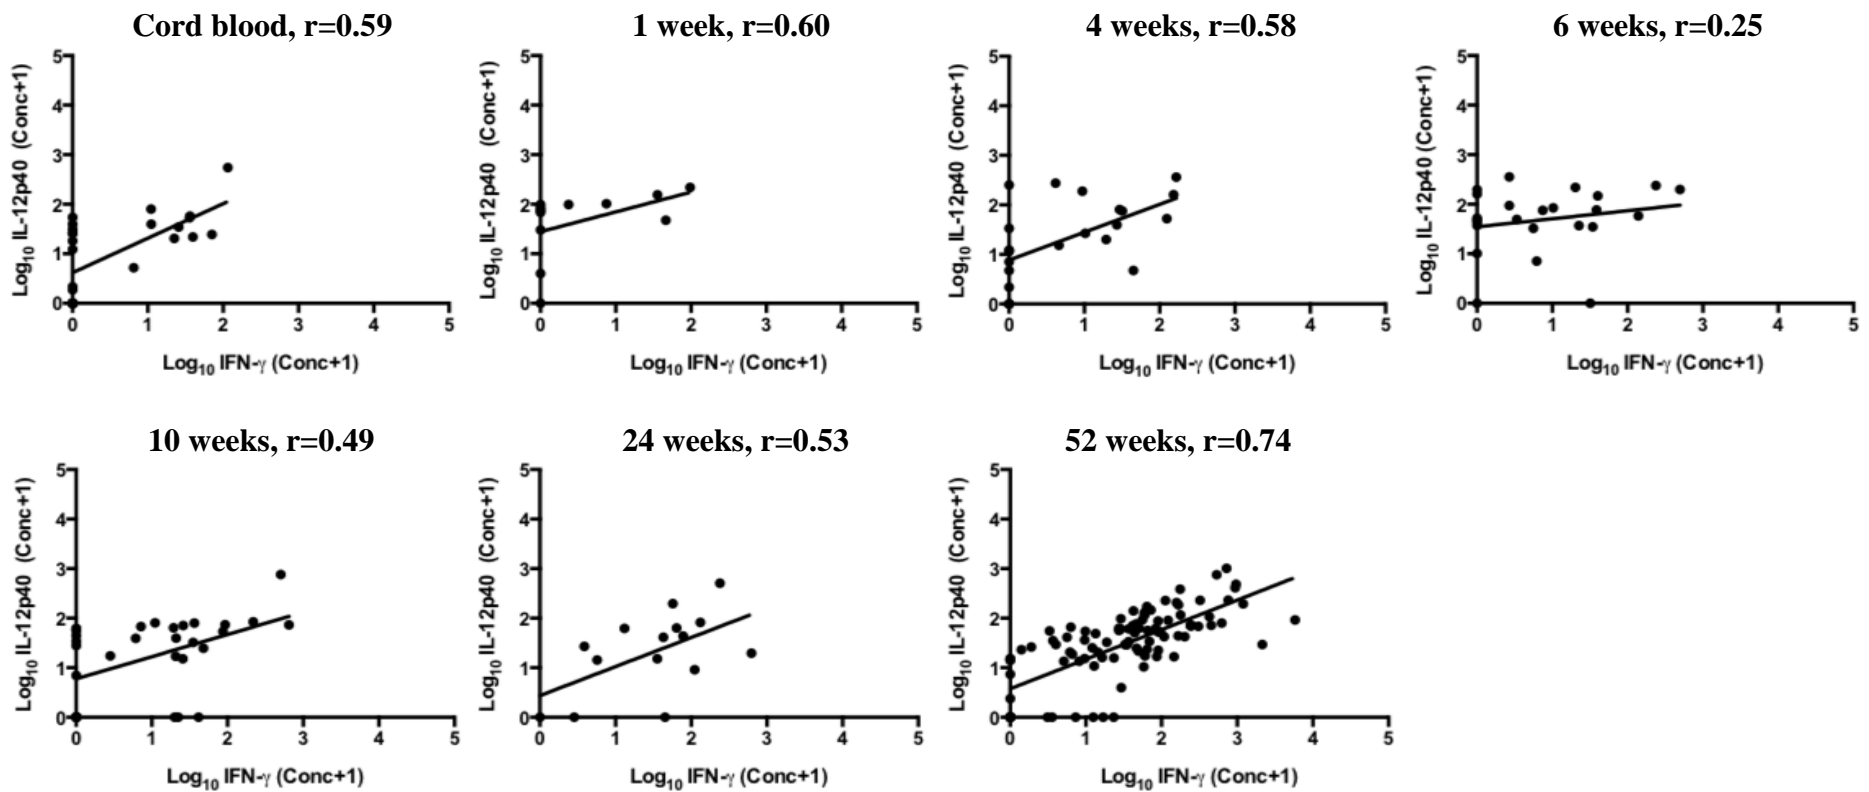 Cord blood, r=0.59
Log10 IL-12p40 (Conc+1)
5
4
3
2
1
0
0 1 2 3 4 5
Log10 IFN-γ (Conc+1)
1 week, r=0.60
Log10 IL-12p40 (Conc+1)
5
4
3
2
1
0
0 1 2 3 4 5
Log10 IFN-γ (Conc+1)
4 weeks, r=0.58
Log10 IL-12p40 (Conc+1)
5
4
3
2
1
0
0 1 2 3 4 5
Log10 IFN-γ (Conc+1)
6 weeks, r=0.25
Log10 IL-12p40 (Conc+1)
5
4
3
2
1
0
0 1 2 3 4 5
Log10 IFN-γ (Conc+1)
10 weeks, r=0.49
Log10 IL-12p40 (Conc+1)
5
4
3
2
1
0
0 1 2 3 4 5
Log10 IFN-γ (Conc+1)
24 weeks, r=0.53
Log10 IL-12p40 (Conc+1)
5
4
3
2
1
0
0 1 2 3 4 5
Log10 IFN-γ (Conc+1)
52 weeks, r=0.74
Log10 IL-12p40 (Conc+1)
5
4
3
2
1
0
0 1 2 3 4 5
Log10 IFN-γ (Conc+1)